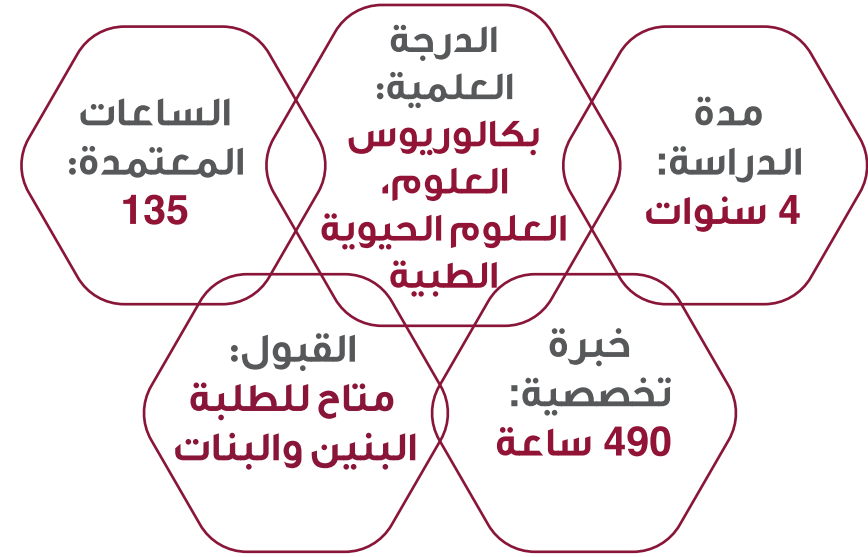 مدة
الدراسة:
4 سنوات
الدرجة
العلمية:
بكالوريوس
العلوم،
العلوم الحيوية
الطبية
الساعات
المعتمدة:
135
خبرة
تخصصية:
490 ساعة
القبول:
متاح للطلبة
البنين والبنات